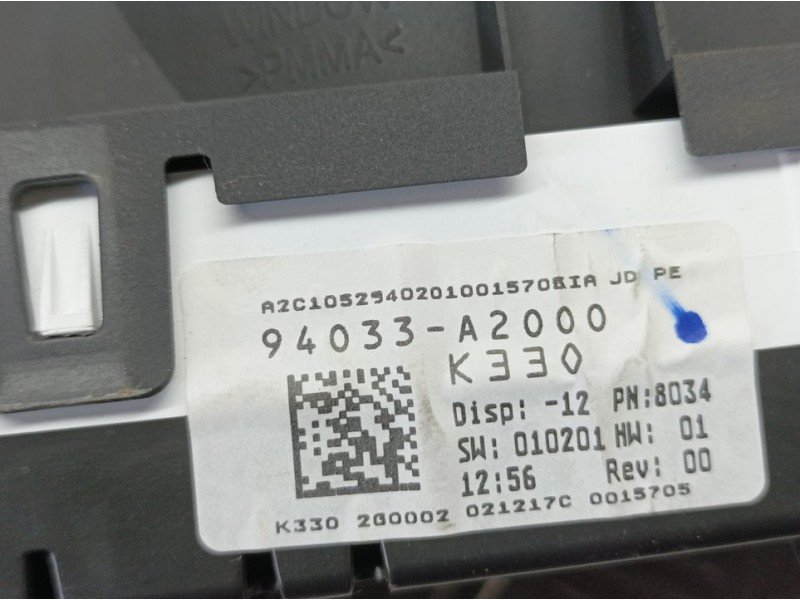 WINDOW
>PMMA<
A2C1052940201001570BIA JD PE
94033-A2000
K330
Disp: -12 PN:8034
SW: 010201 HW: 01
12:56 Rev: 00
K330 2G0002 021217C 0015705